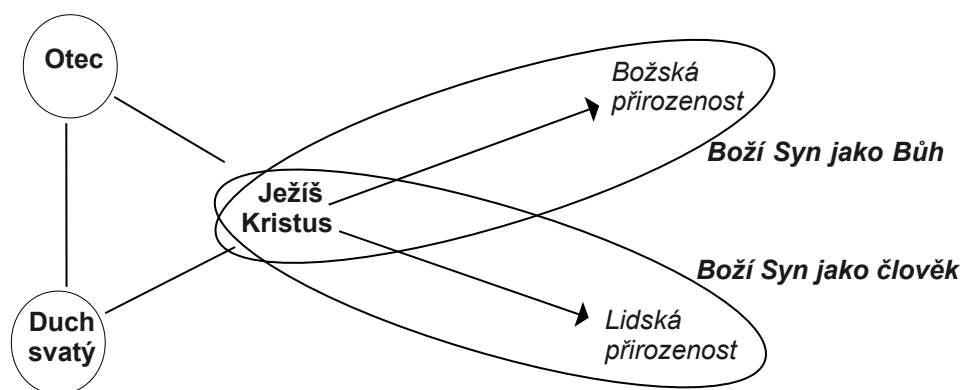 Otec
Božská
přirozenost
Boží Syn jako Bůh
Ježíš
Kristus
Boží Syn jako člověk
Duch
svatý
Lidská
přirozenost